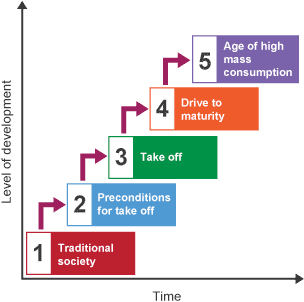 Level of development
5
Age of high
mass
consumption
4
Drive to
maturity
3
Take off
2
Preconditions
for take off
1
Traditional
society
Time